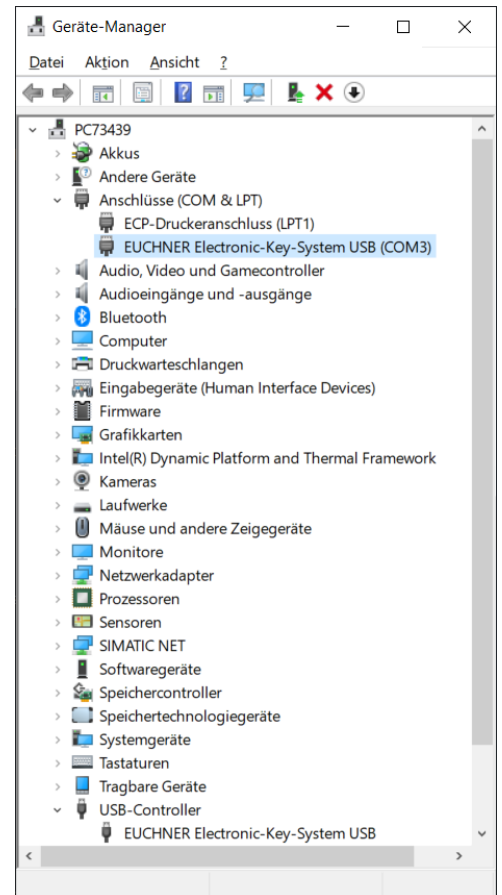 Geräte-Manager
Datei Aktion Ansicht ?
PC73439
Akkus
Andere Geräte
Anschlüsse (COM & LPT)
ECP-Druckeranschluss (LPT1)
EUCHNER Electronic-Key-System USB (COM3)
Audio, Video und Gamecontroller
Audioeingänge und -ausgänge
Bluetooth
Computer
Druckwarteschlangen
Eingabegeräte (Human Interface Devices)
Firmware
Grafikkarten
Intel(R) Dynamic Platform and Thermal Framework
Kameras
Laufwerke
Mäuse und andere Zeigegeräte
Monitore
Netzwerkadapter
Prozessoren
Sensoren
SIMATIC NET
Softwaregeräte
Speichercontroller
Speichertechnologiegeräte
Systemgeräte
Tastaturen
Tragbare Geräte
USB-Controller
EUCHNER Electronic-Key-System USB